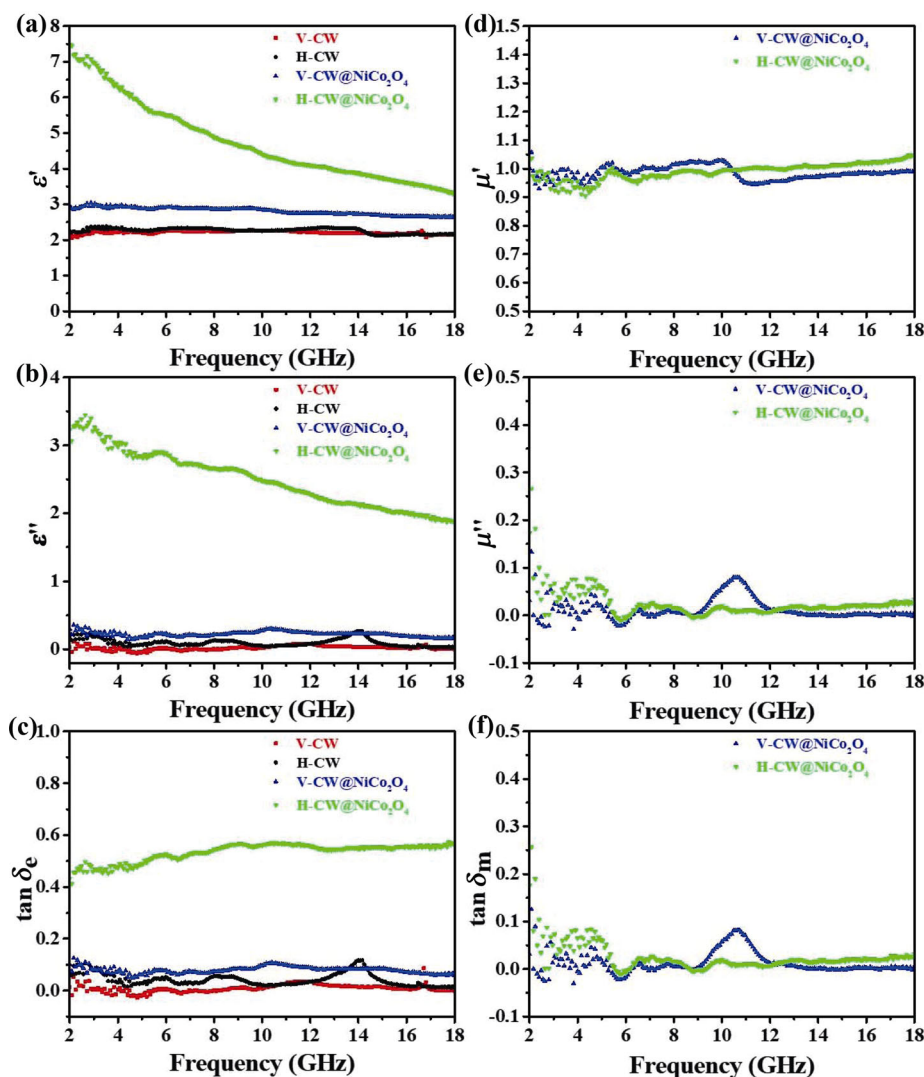 (a)
8
7
6
5
4
3
2
1
0
ε'
V-CW
H-CW
V-CW@NiCo₂O₄
H-CW@NiCo₂O₄
2 4 6 8 10 12 14 16 18
Frequency (GHz)
(d)
1.5
1.4
1.3
1.2
1.1
1.0
0.9
0.8
0.7
0.6
0.5
μ'
V-CW@NiCo₂O₄
H-CW@NiCo₂O₄
2 4 6 8 10 12 14 16 18
Frequency (GHz)
(b)
4
3
2
1
0
ε''
V-CW
H-CW
V-CW@NiCo₂O₄
H-CW@NiCo₂O₄
2 4 6 8 10 12 14 16 18
Frequency (GHz)
(e)
0.5
0.4
0.3
0.2
0.1
0.0
-0.1
μ''
V-CW@NiCo₂O₄
H-CW@NiCo₂O₄
2 4 6 8 10 12 14 16 18
Frequency (GHz)
(c)
1.0
0.8
0.6
0.4
0.2
0.0
tan δe
V-CW
H-CW
V-CW@NiCo₂O₄
H-CW@NiCo₂O₄
2 4 6 8 10 12 14 16 18
Frequency (GHz)
(f)
0.5
0.4
0.3
0.2
0.1
0.0
-0.1
tan δm
V-CW@NiCo₂O₄
H-CW@NiCo₂O₄
2 4 6 8 10 12 14 16 18
Frequency (GHz)